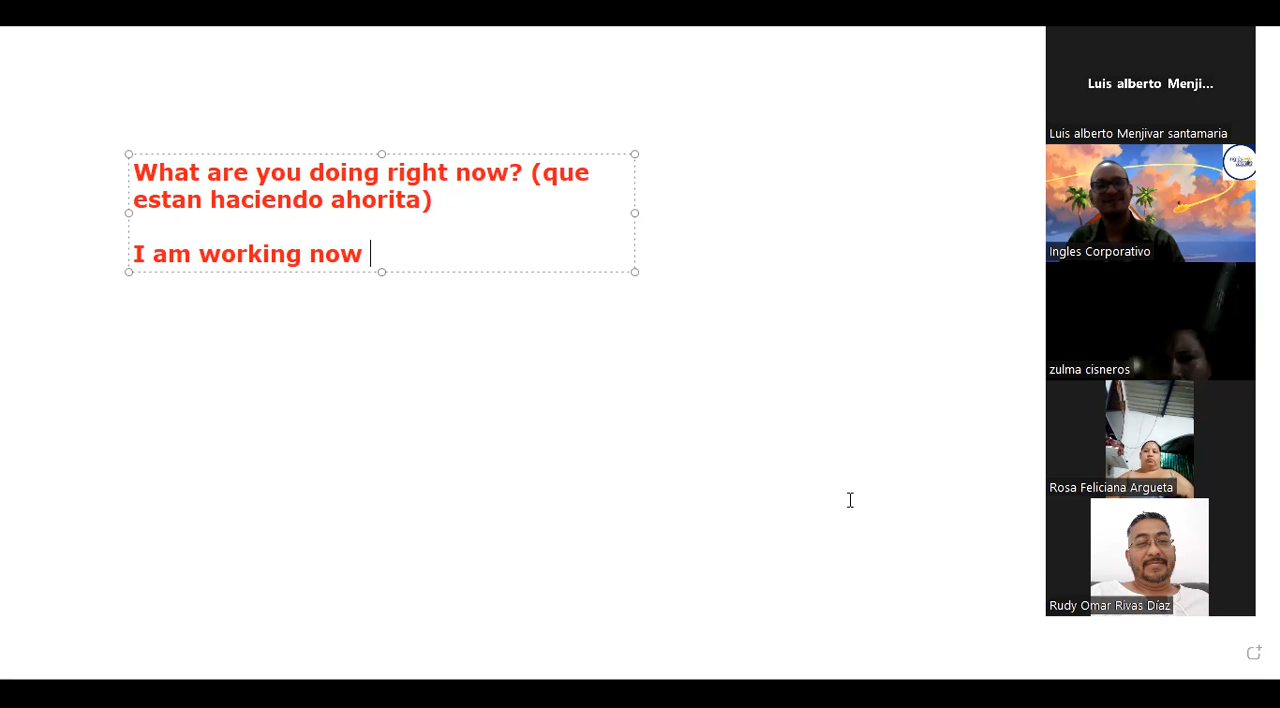 What are you doing right now? (que
estan haciendo ahorita)
I am working now
Luis alberto Menji...
Luis alberto Menjivar santamaria
Ingles Corporativo
zulma cisneros
Rosa Feliciana Argueta
Rudy Omar Rivas Díaz